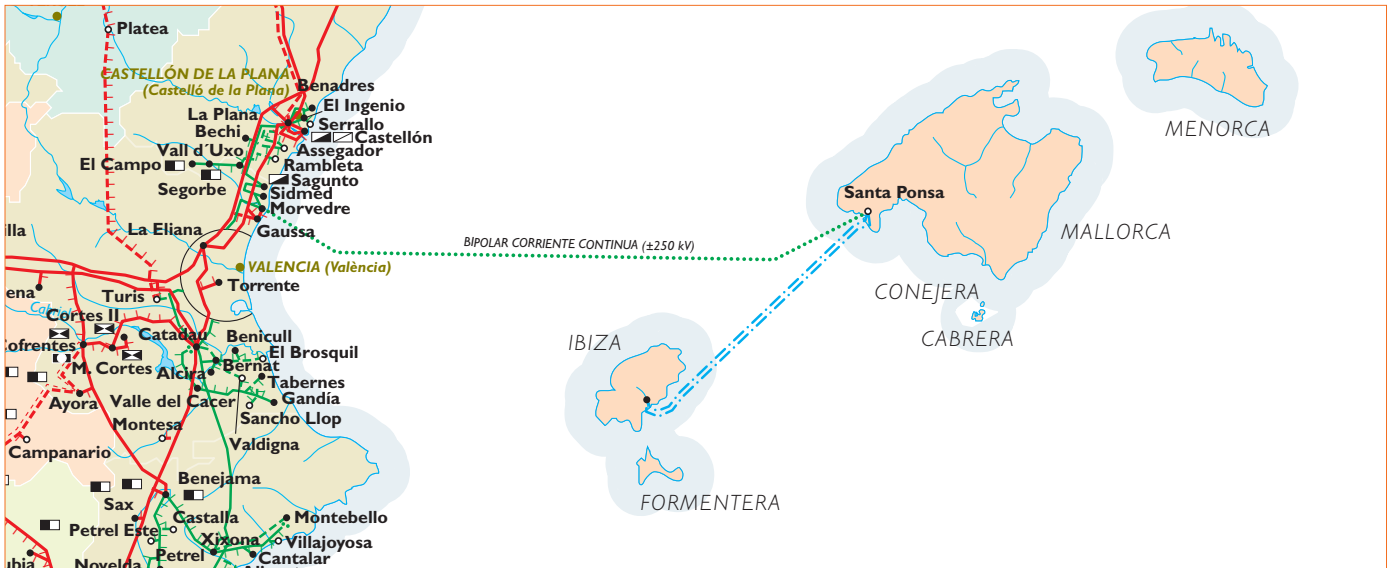 Platea
CASTELLÓN DE LA PLANA
(Castelló de la Plana)
Benadres
El Ingenio
La Plana
Serrallo
Bechi
Castellón
Vall d´Uxo
Assegador
El Campo
Rambleta
Segorbe
Sagunto
Sidmed
Morvedre
Gaussa
illa
La Eliana
VALENCIA (València)
Torrente
ena
Turis
Cortes II
Catadau
Benicull
Cofrentes
El Brosquil
M. Cortes
Alcira
Bernat
Tabernes
Ayora
Valle del Cacer
Gandía
Montesa
Sancho Llop
Campanario
Valdigna
Benejama
Sax
Castalla
Montebello
Petrel Este
Xixona
Villajoyosa
ubia
Novelda
Petrel
Cantalar
BIPOLAR CORRIENTE CONTINUA (±250 kV)
Santa Ponsa
MENORCA
MALLORCA
CONEJERA
CABRERA
IBIZA
FORMENTERA